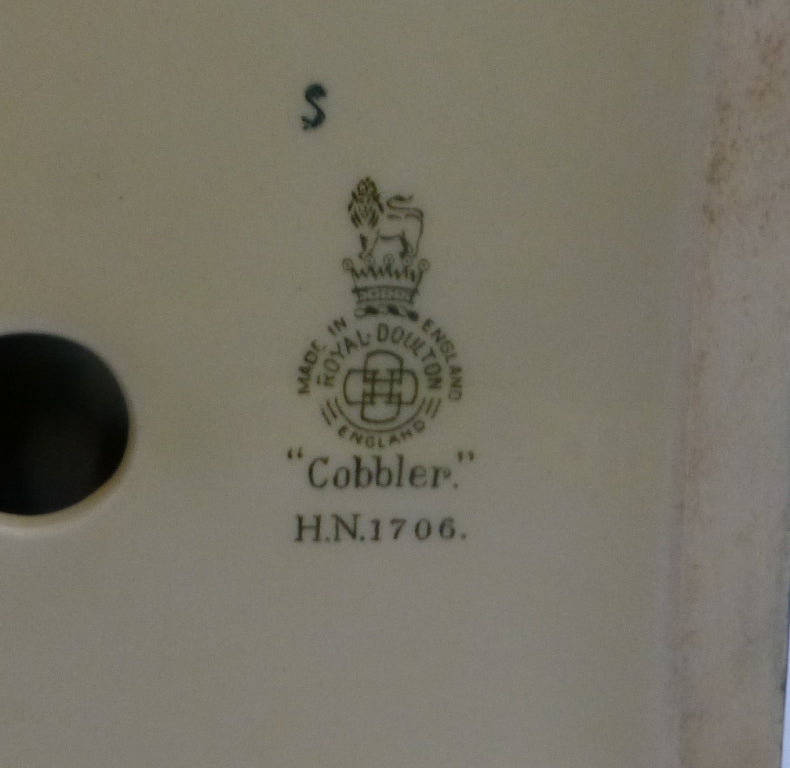 S
MADE IN ENGLAND
ROYAL·DOULTON
ENGLAND
"Cobbler."
H.N.1706.